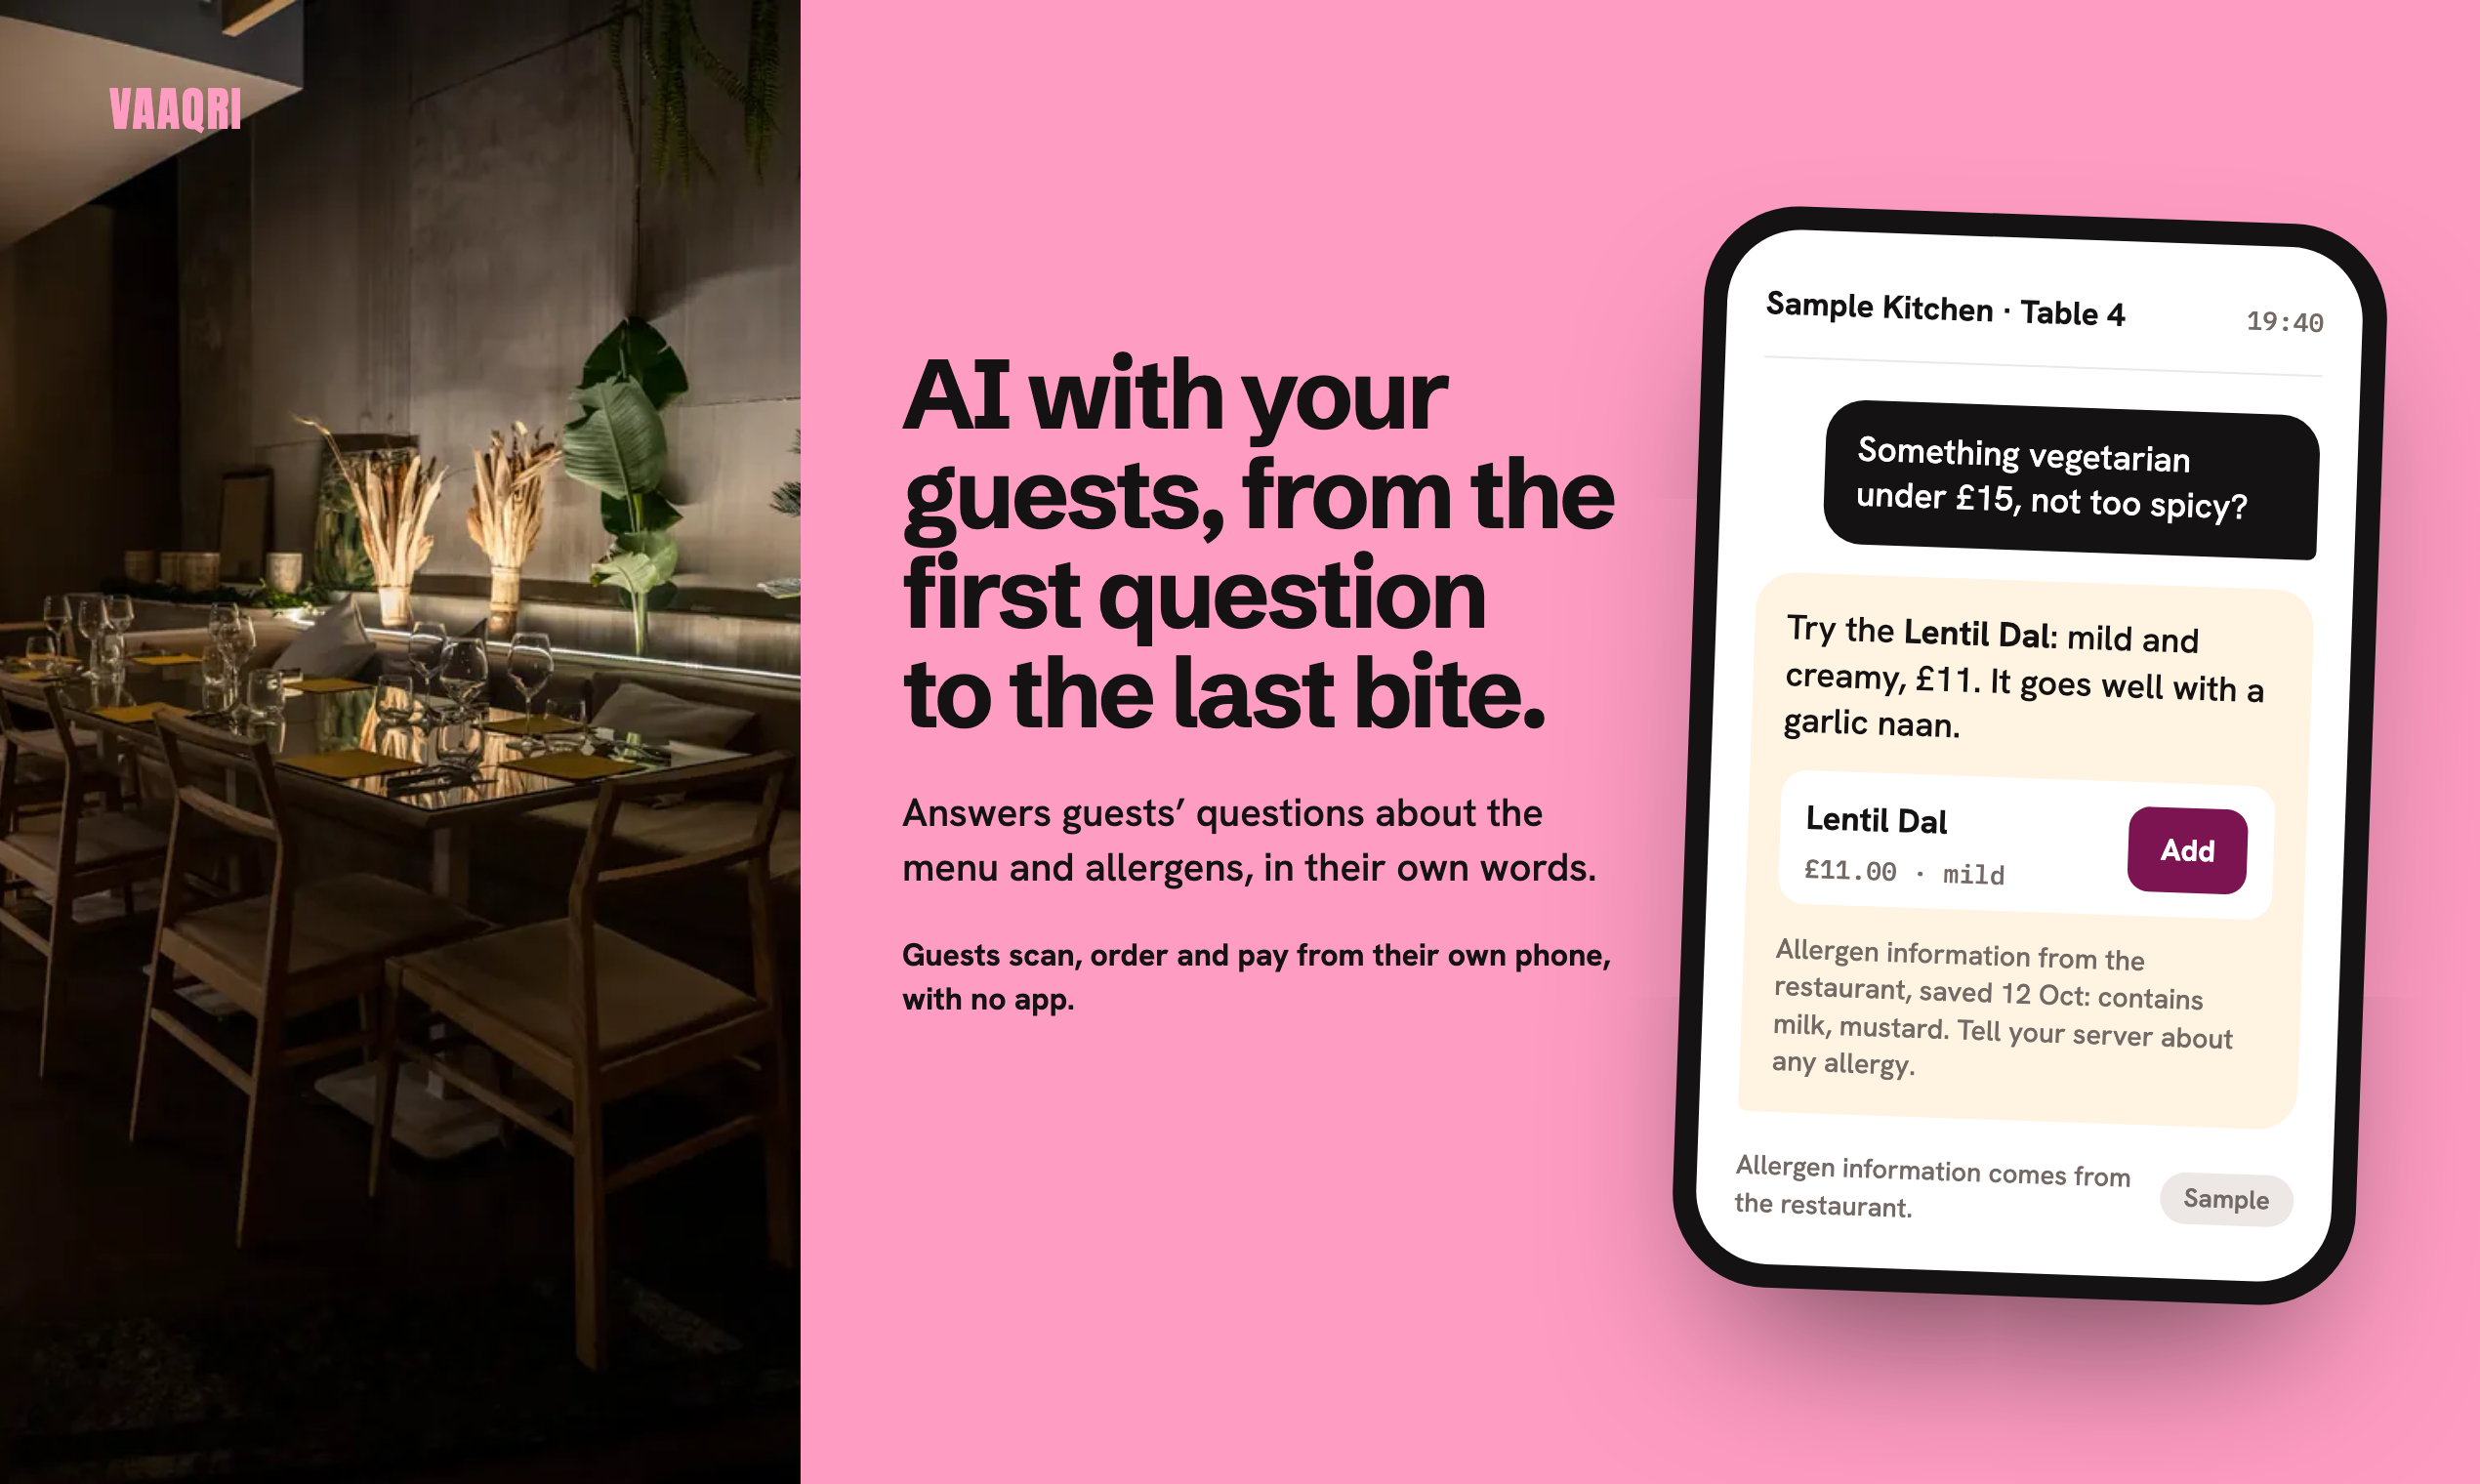 VAAQRI
AI with your
guests, from the
first question
to the last bite.
Answers guests’ questions about the
menu and allergens, in their own words.
Guests scan, order and pay from their own phone,
with no app.
Sample Kitchen · Table 4
19:40
Something vegetarian
under £15, not too spicy?
Try the Lentil Dal: mild and
creamy, £11. It goes well with a
garlic naan.
Lentil Dal
£11.00 · mild
Add
Allergen information from the
restaurant, saved 12 Oct: contains
milk, mustard. Tell your server about
any allergy.
Allergen information comes from
the restaurant.
Sample